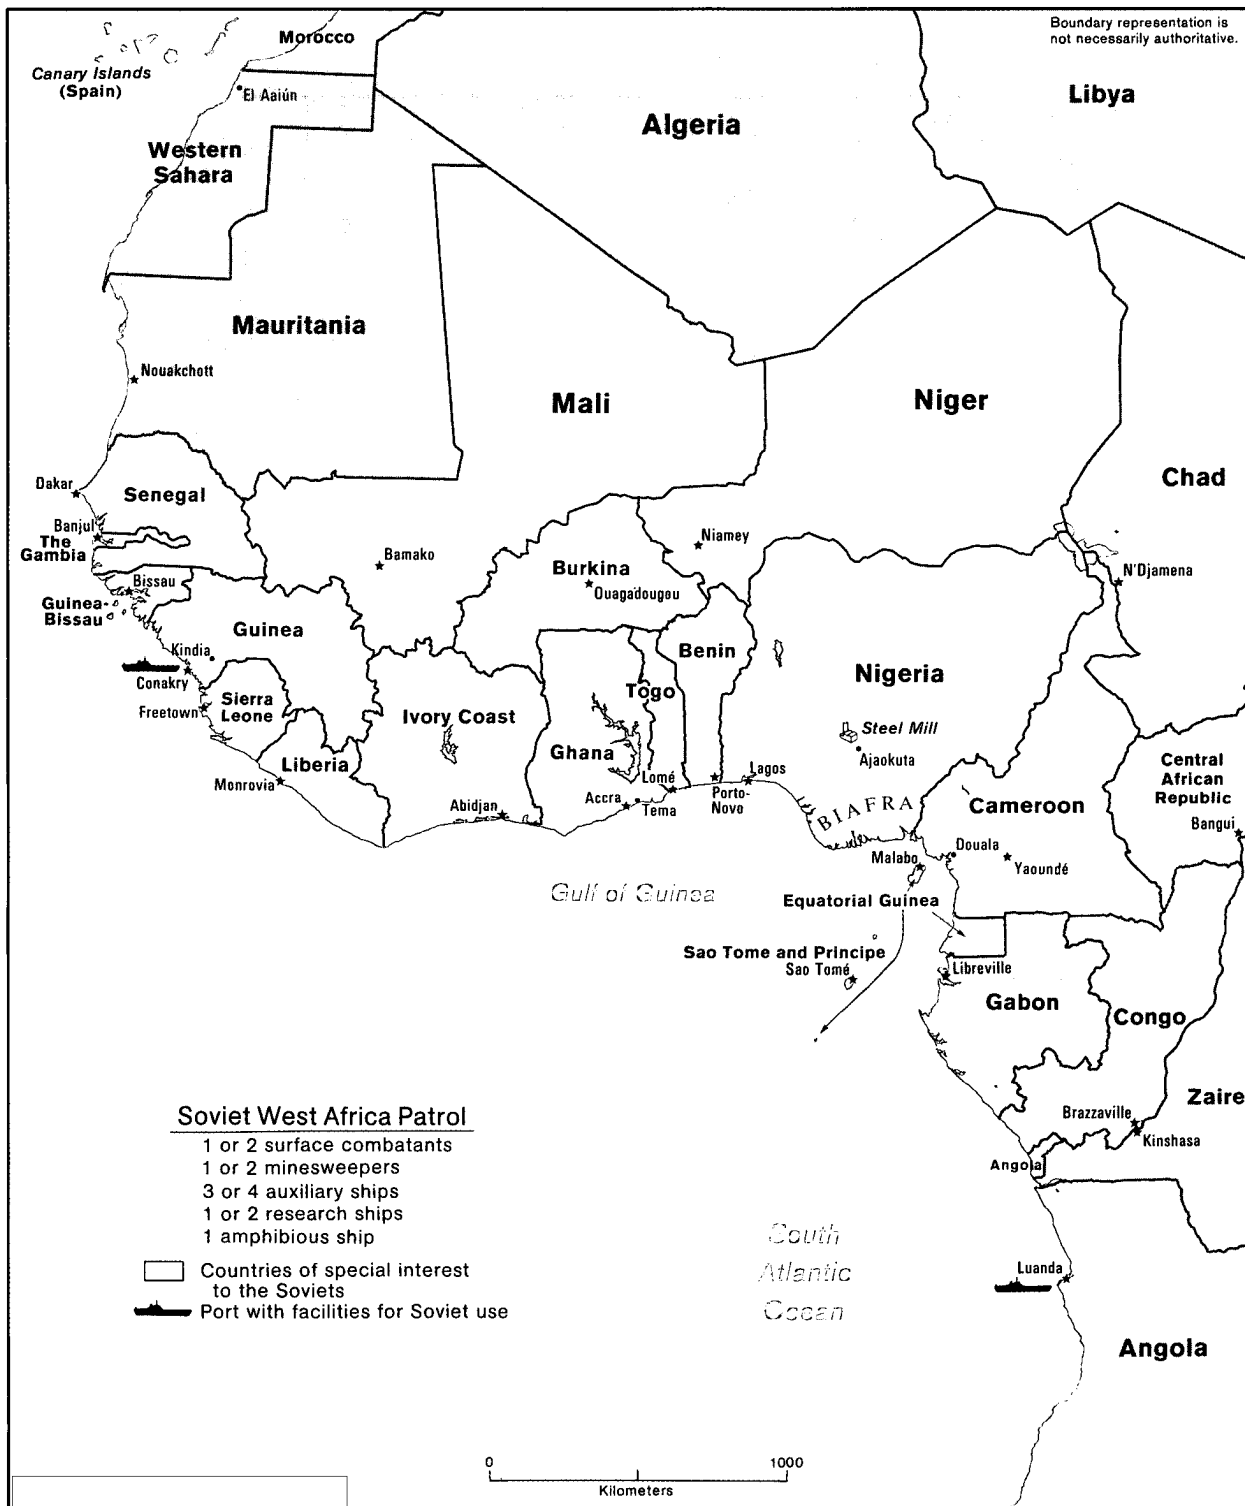 Boundary representation is
not necessarily authoritative.
Morocco
Canary Islands
(Spain)
El Aaiún
Libya
Algeria
Western
Sahara
Mauritania
Nouakchott
Mali
Niger
Chad
Dakar
Senegal
Banjul
The
Gambia
Bamako
Niamey
Burkina
Ouagadougou
N'Djamena
Bissau
Guinea-
Bissau
Guinea
Benin
Kindia
Conakry
Nigeria
Togo
Sierra
Leone
Freetown
Ivory Coast
Steel Mill
Ghana
Ajaokuta
Liberia
Lomé
Lagos
Central
African
Republic
Monrovia
Abidjan
Accra
Tema
Porto-
Novo
BIAFRA
Cameroon
Bangui
Douala
Malabo
Yaoundé
Gulf of Guinea
Equatorial Guinea
Sao Tome and Principe
Sao Tomé
Libreville
Gabon
Congo
Zaire
Brazzaville
Kinshasa
Angola
Soviet West Africa Patrol
1 or 2 surface combatants
1 or 2 minesweepers
3 or 4 auxiliary ships
1 or 2 research ships
1 amphibious ship
Countries of special interest
to the Soviets
Port with facilities for Soviet use
South
Atlantic
Ocean
Luanda
Angola
0
1000
Kilometers